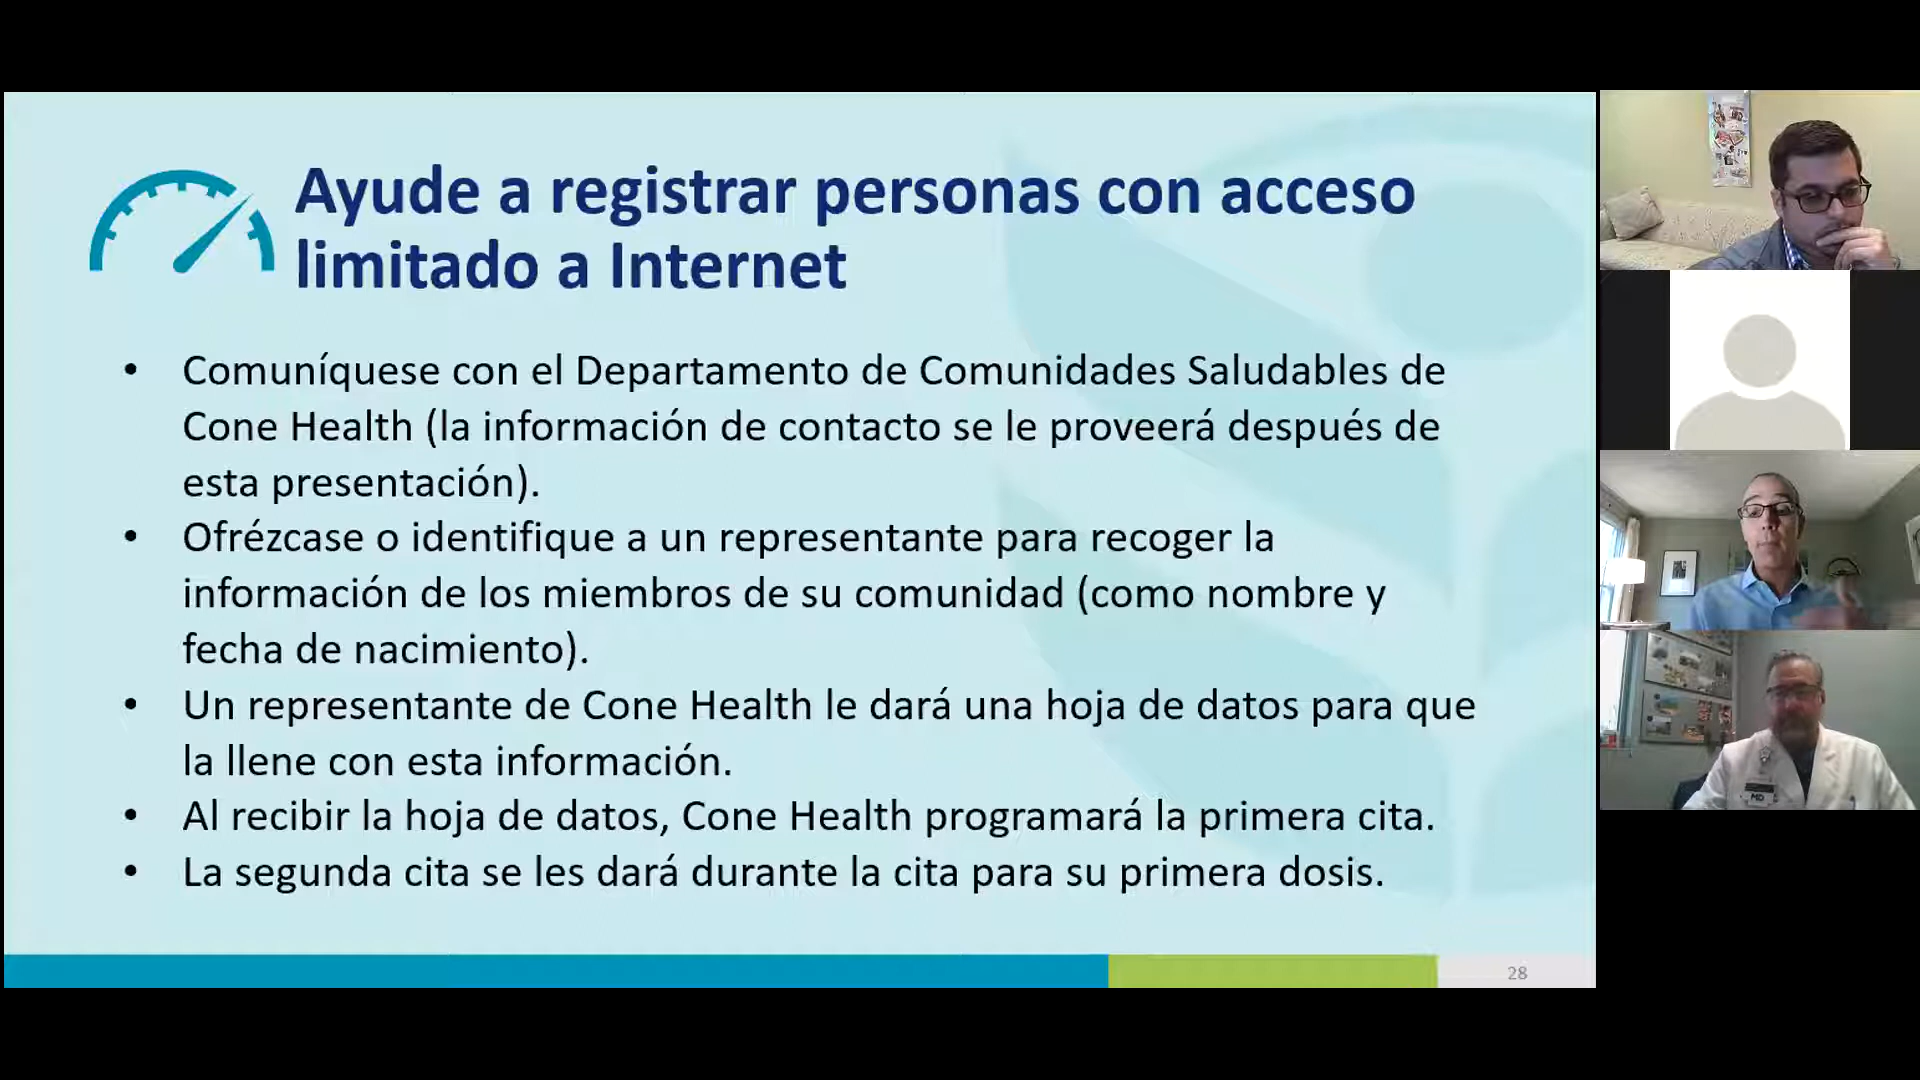 Ayude a registrar personas con acceso
limitado a Internet
• Comuníquese con el Departamento de Comunidades Saludables de
Cone Health (la información de contacto se le proveerá después de
esta presentación).
• Ofrézcase o identifique a un representante para recoger la
información de los miembros de su comunidad (como nombre y
fecha de nacimiento).
• Un representante de Cone Health le dará una hoja de datos para que
la llene con esta información.
• Al recibir la hoja de datos, Cone Health programará la primera cita.
• La segunda cita se les dará durante la cita para su primera dosis.
28
MD